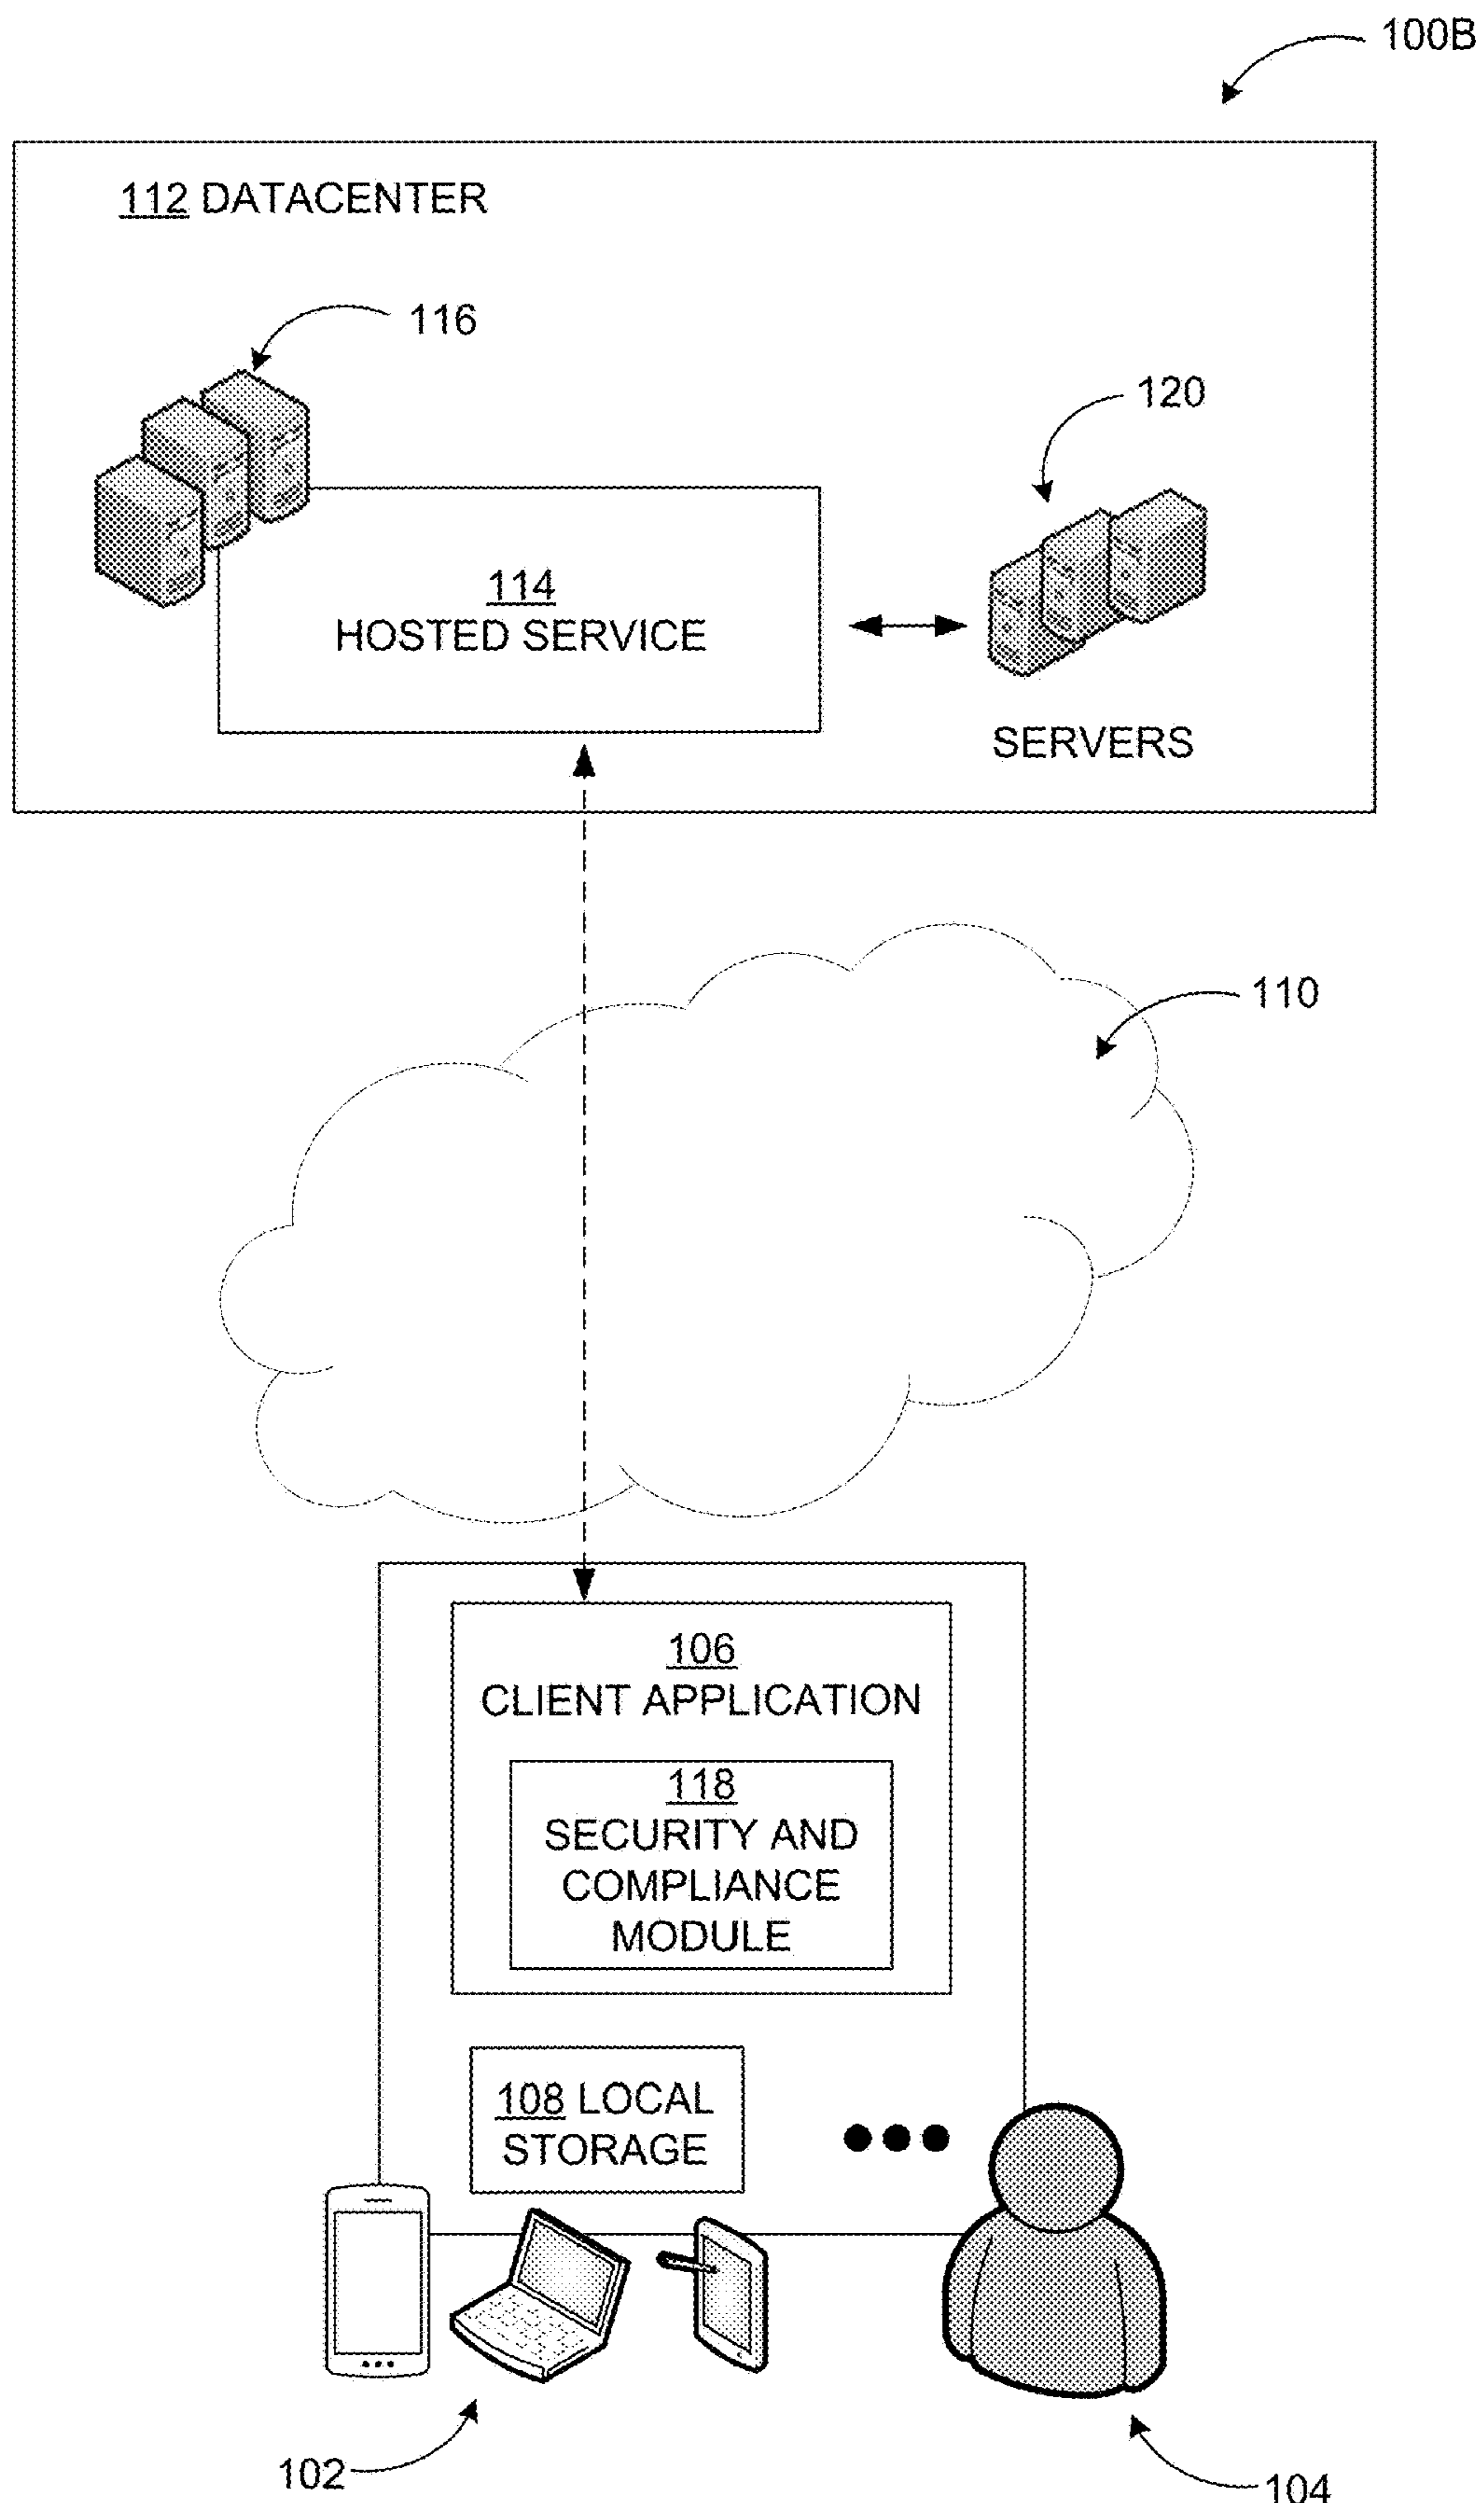 100B
112 DATACENTER
116
120
114
HOSTED SERVICE
SERVERS
110
106
CLIENT APPLICATION
118
SECURITY AND
COMPLIANCE
MODULE
108 LOCAL
STORAGE
102
104